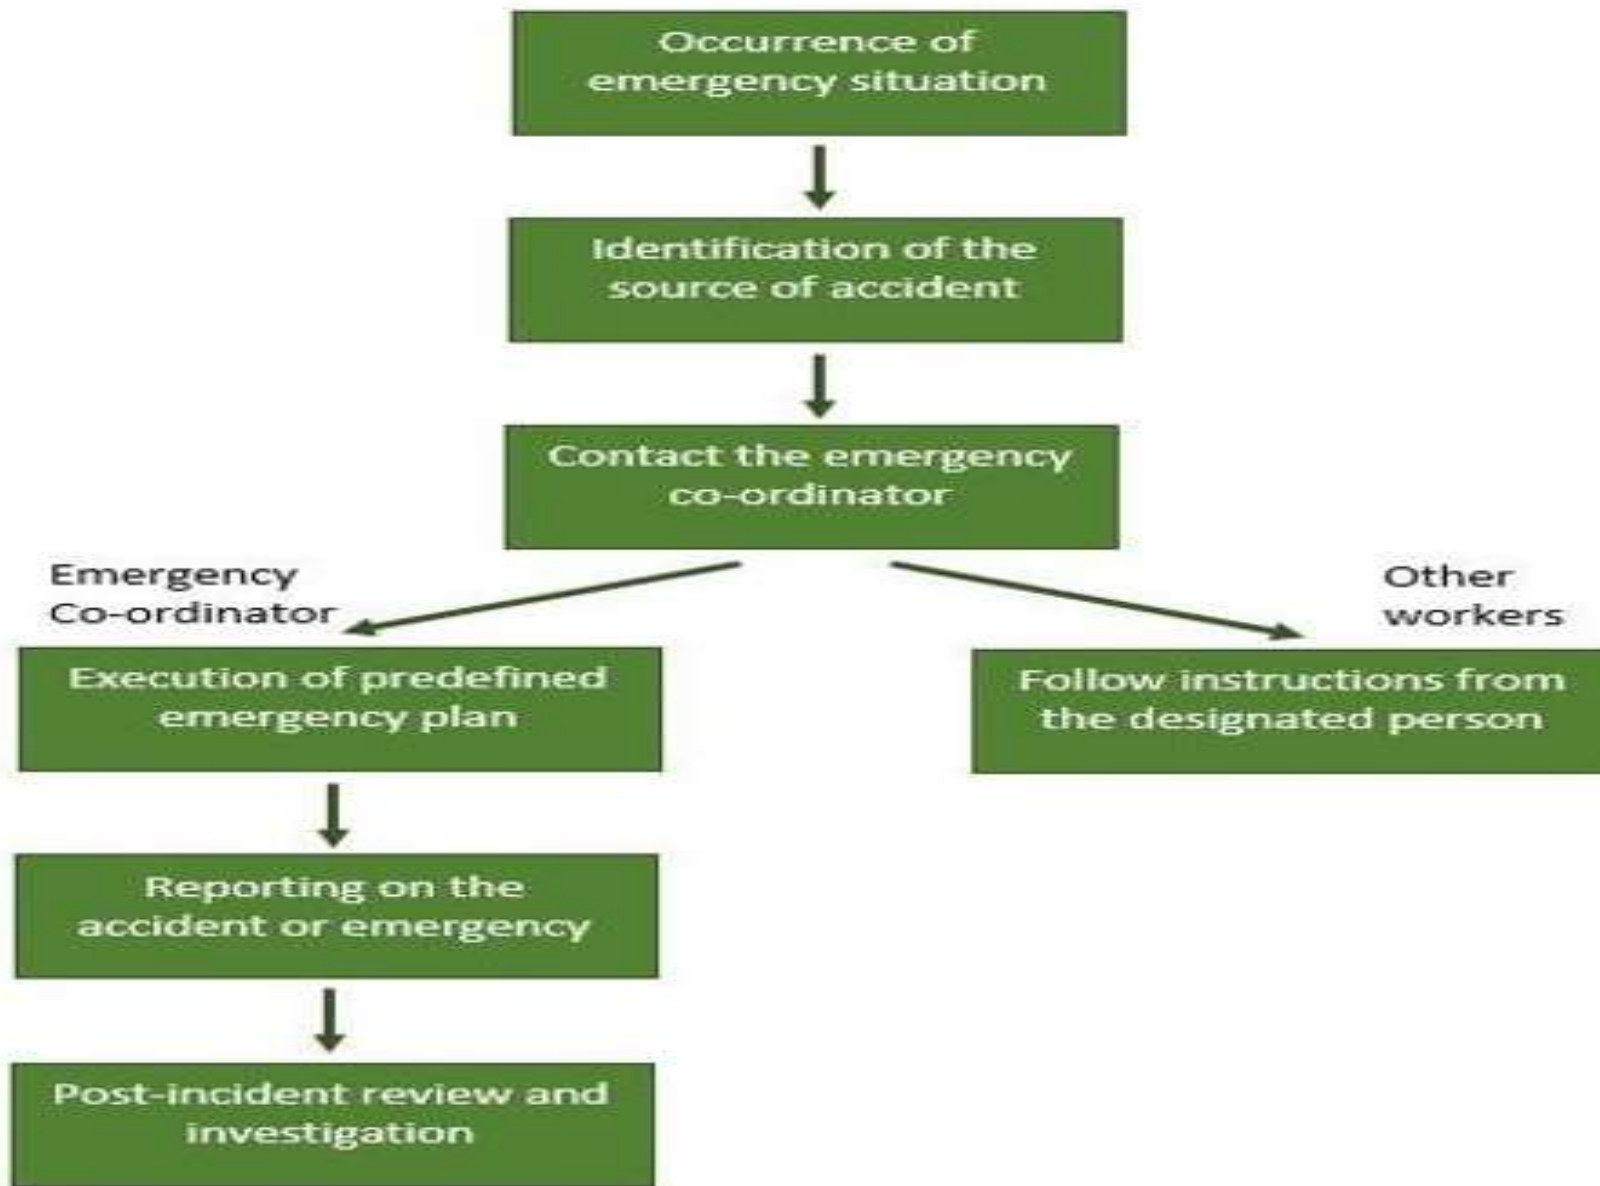 Occurrence of
emergency situation
Identification of the
source of accident
Contact the emergency
co-ordinator
Emergency
Co-ordinator
Other
workers
Execution of predefined
emergency plan
Follow instructions from
the designated person
Reporting on the
accident or emergency
Post-incident review and
investigation